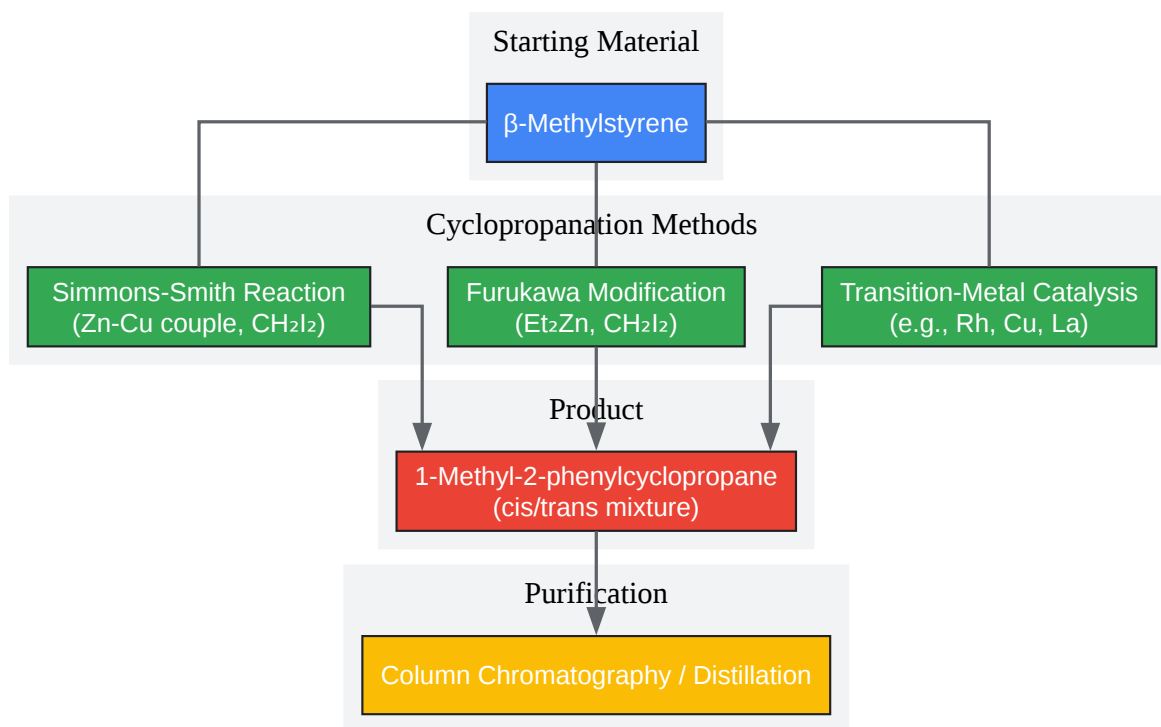 Starting Material
β-Methylstyrene
Cyclopropanation Methods
Simmons-Smith Reaction
(Zn-Cu couple, CH₂I₂)
Furukawa Modification
(Et₂Zn, CH₂I₂)
Transition-Metal Catalysis
(e.g., Rh, Cu, La)
Product
1-Methyl-2-phenylcyclopropane
(cis/trans mixture)
Purification
Column Chromatography / Distillation